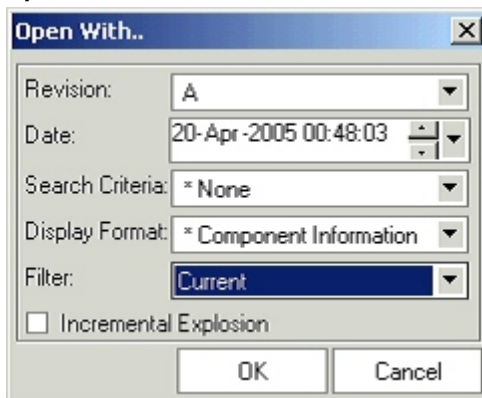 Open With..
Revision: A
Date: 20-Apr-2005 00:48:03
Search Criteria: * None
Display Format: * Component Information
Filter: Current
Incremental Explosion
OK Cancel